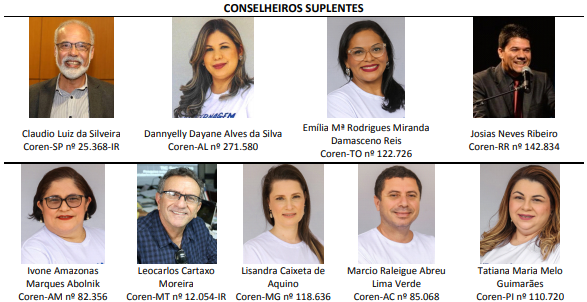 CONSELHEIROS SUPLENTES
Claudio Luiz da Silveira
Coren-SP nº 25.368-IR
Dannyelly Dayane Alves da Silva
Coren-AL nº 271.580
Emília Mª Rodrigues Miranda
Damasceno Reis
Coren-TO nº 122.726
Josias Neves Ribeiro
Coren-RR nº 142.834
Ivone Amazonas
Marques Abolnik
Coren-AM nº 82.356
Leocarlos Cartaxo
Moreira
Coren-MT nº 12.054-IR
Lisandra Caixeta de
Aquino
Coren-MG nº 118.636
Marcio Raleigue Abreu
Lima Verde
Coren-AC nº 85.068
Tatiana Maria Melo
Guimarães
Coren-PI nº 110.720